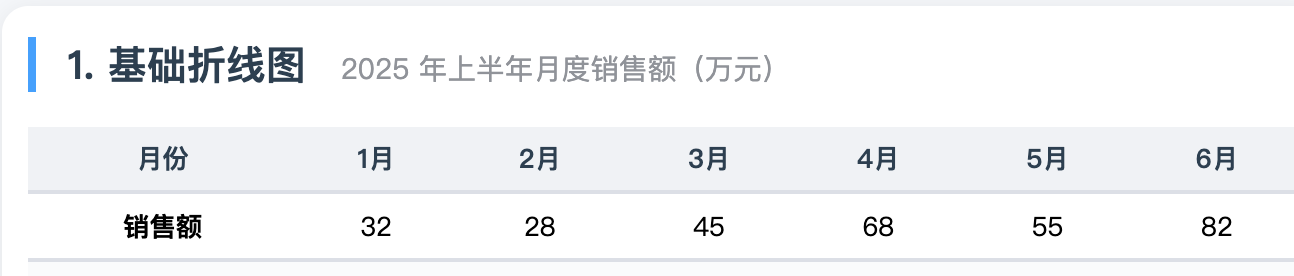 1. 基础折线图 2025 年上半年月度销售额（万元）
月份 1月 2月 3月 4月 5月 6月
销售额 32 28 45 68 55 82